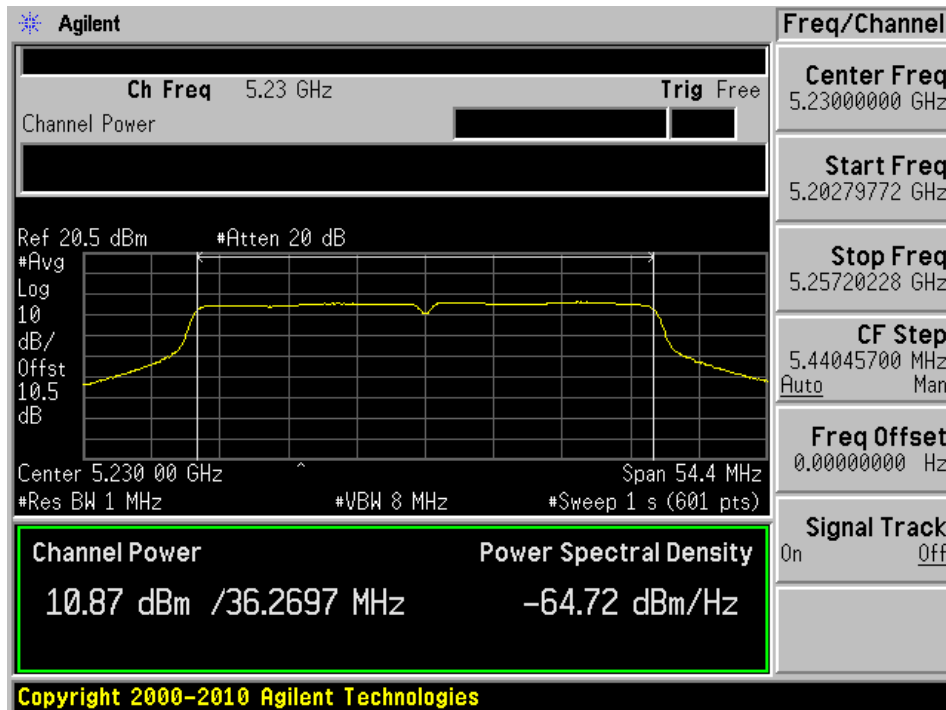 Agilent
Freq/Channel
Ch Freq 5.23 GHz Trig Free
Channel Power
Ref 20.5 dBm #Atten 20 dB
#Avg
Log
10
dB/
Offst
10.5
dB
Center 5.230 00 GHz ^ Span 54.4 MHz
#Res BW 1 MHz #VBW 8 MHz #Sweep 1 s (601 pts)
Channel Power Power Spectral Density
10.87 dBm /36.2697 MHz -64.72 dBm/Hz
Copyright 2000-2010 Agilent Technologies
Center Freq
5.23000000 GHz
Start Freq
5.20279772 GHz
Stop Freq
5.25720228 GHz
CF Step
5.44045700 MHz
Auto Man
Freq Offset
0.00000000 Hz
Signal Track
On Off